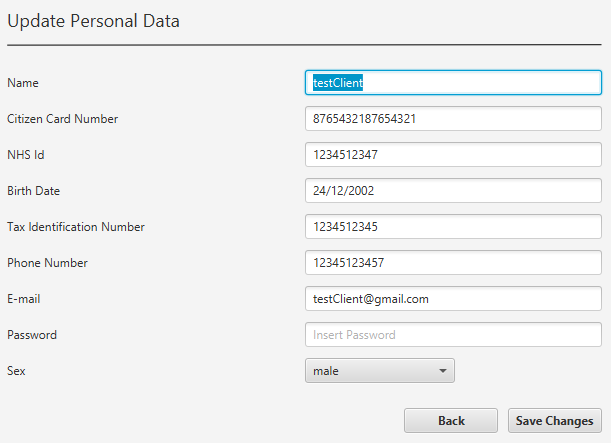 Update Personal Data
Name testClient
Citizen Card Number 8765432187654321
NHS Id 1234512347
Birth Date 24/12/2002
Tax Identification Number 1234512345
Phone Number 12345123457
E-mail testClient@gmail.com
Password Insert Password
Sex male
Back Save Changes